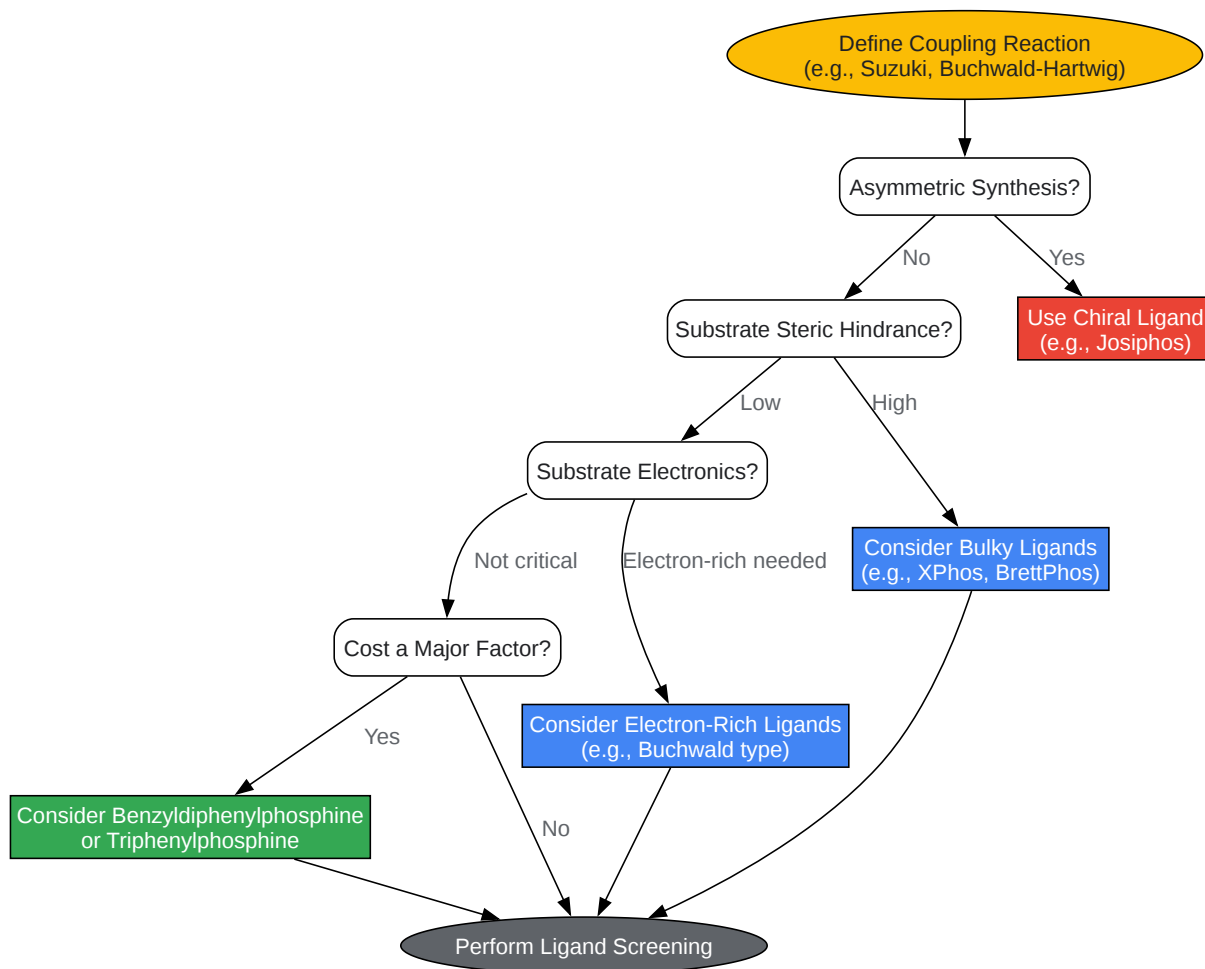 Define Coupling Reaction
(e.g., Suzuki, Buchwald-Hartwig)
Asymmetric Synthesis?
No
Yes
Substrate Steric Hindrance?
Use Chiral Ligand
(e.g., Josiphos)
Low
High
Substrate Electronics?
Not critical
Electron-rich needed
Consider Bulky Ligands
(e.g., XPhos, BrettPhos)
Cost a Major Factor?
Yes
Consider Electron-Rich Ligands
(e.g., Buchwald type)
No
Consider Benzyldiphenylphosphine
or Triphenylphosphine
Perform Ligand Screening